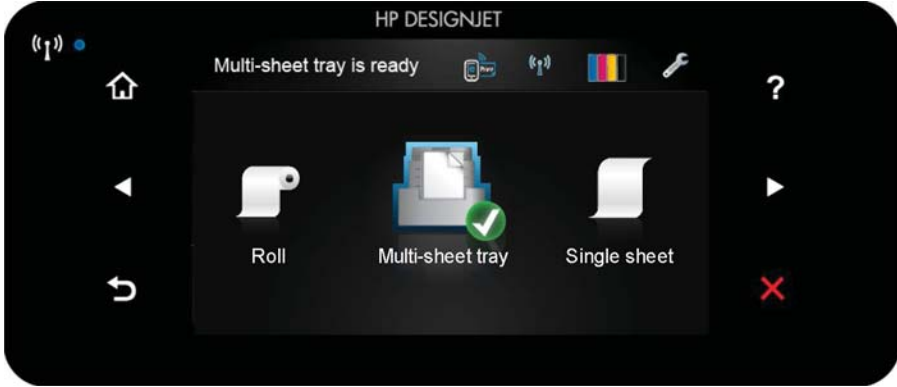 HP DESIGNJET
Multi-sheet tray is ready
?
Roll
Multi-sheet tray
Single sheet